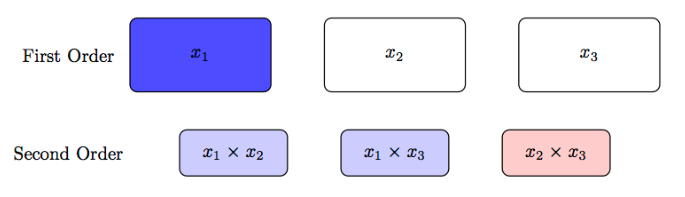 First Order x₁ x₂ x₃
Second Order x₁ × x₂ x₁ × x₃ x₂ × x₃